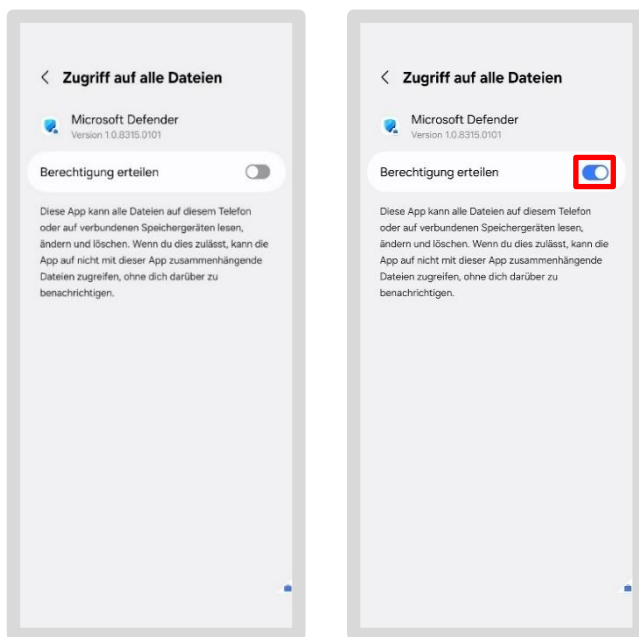 Zugriff auf alle Dateien
Microsoft Defender
Version 1.0.8315.0101
Berechtigung erteilen
Diese App kann alle Dateien auf diesem Telefon
oder auf verbundenen Speichergeräten lesen,
ändern und löschen. Wenn du dies zulässt, kann die
App auf nicht mit dieser App zusammenhängende
Dateien zugreifen, ohne dich darüber zu
benachrichtigen.
Zugriff auf alle Dateien
Microsoft Defender
Version 1.0.8315.0101
Berechtigung erteilen
Diese App kann alle Dateien auf diesem Telefon
oder auf verbundenen Speichergeräten lesen,
ändern und löschen. Wenn du dies zulässt, kann die
App auf nicht mit dieser App zusammenhängende
Dateien zugreifen, ohne dich darüber zu
benachrichtigen.